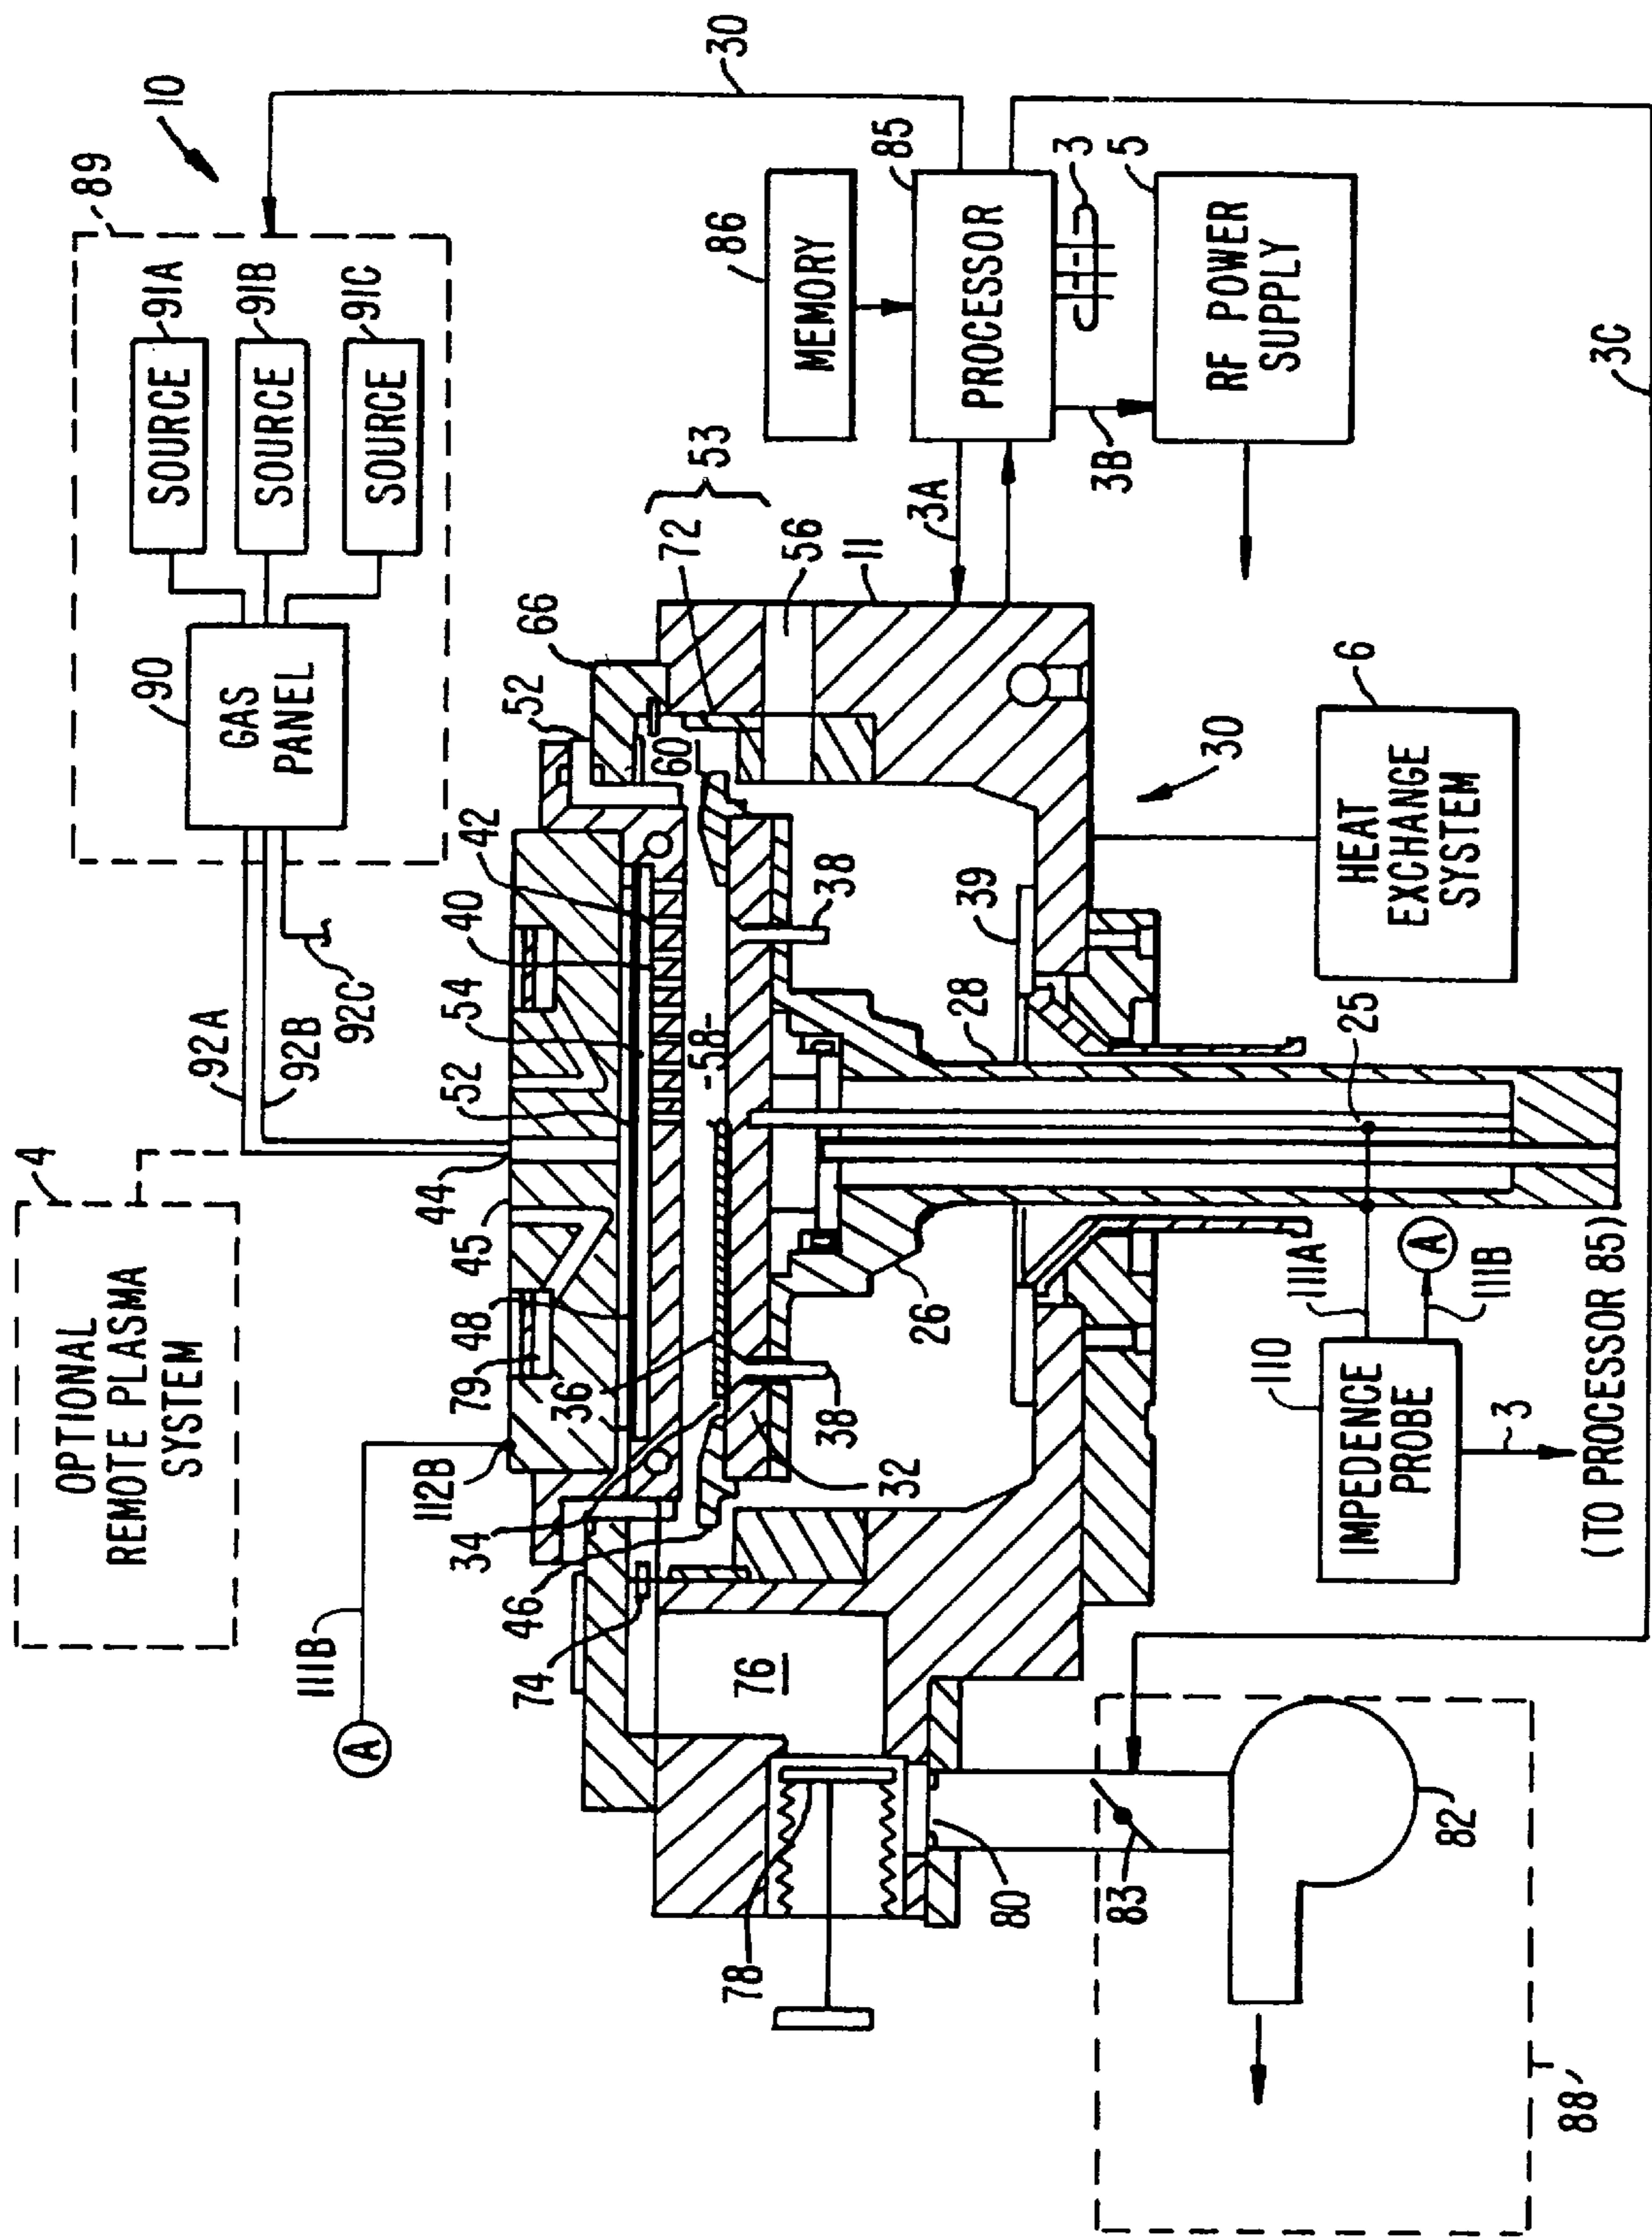 OPTIONAL
REMOTE PLASMA
SYSTEM
4
89
10
SOURCE
91A
SOURCE
91B
SOURCE
91C
90
GAS
PANEL
92A
92B
92C
111B
A
112B
79
48
45
44
52
54
40
42
52
66
34
36
46
74
76
78
60
-58-
72
53
56
11
86
MEMORY
85
PROCESSOR
30
3
3A
3B
5
RF POWER
SUPPLY
38
38
32
26
28
39
30
6
HEAT
EXCHANGE
SYSTEM
80
83
82
88
25
111A
A
111B
110
IMPEDENCE
PROBE
3
(TO PROCESSOR 85)
3C